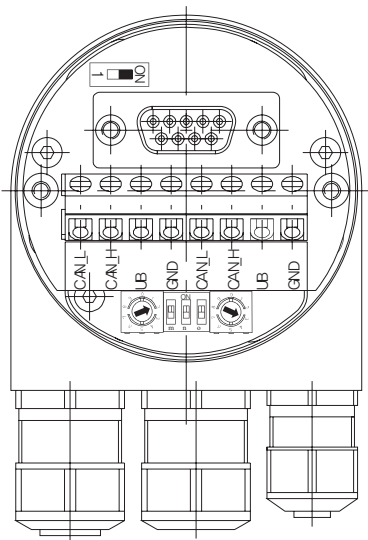 1 ON
CAN_L CAN_H UB GND CAN_L CAN_H UB GND
ON
m n o